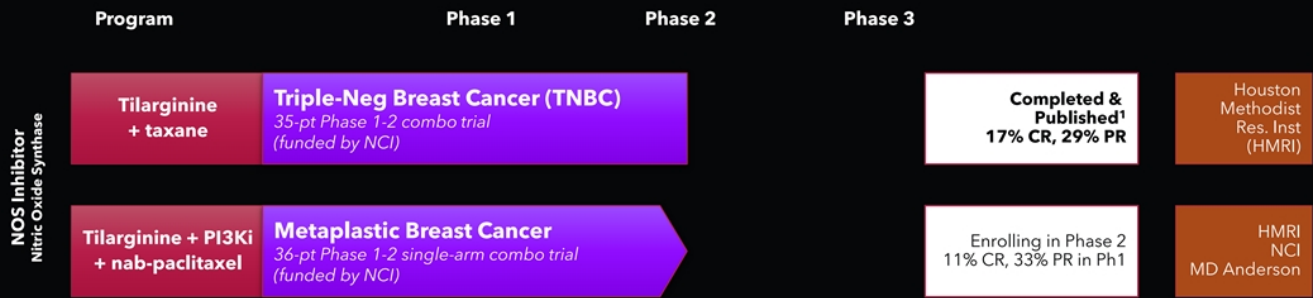 Program Phase 1 Phase 2 Phase 3
NOS Inhibitor
Nitric Oxide Synthase
Tilarginine
+ taxane
Triple-Neg Breast Cancer (TNBC)
35-pt Phase 1-2 combo trial
(funded by NCI)
Completed &
Published¹
17% CR, 29% PR
Houston
Methodist
Res. Inst
(HMRI)
Tilarginine + PI3Ki
+ nab-paclitaxel
Metaplastic Breast Cancer
36-pt Phase 1-2 single-arm combo trial
(funded by NCI)
Enrolling in Phase 2
11% CR, 33% PR in Ph1
HMRI
NCI
MD Anderson